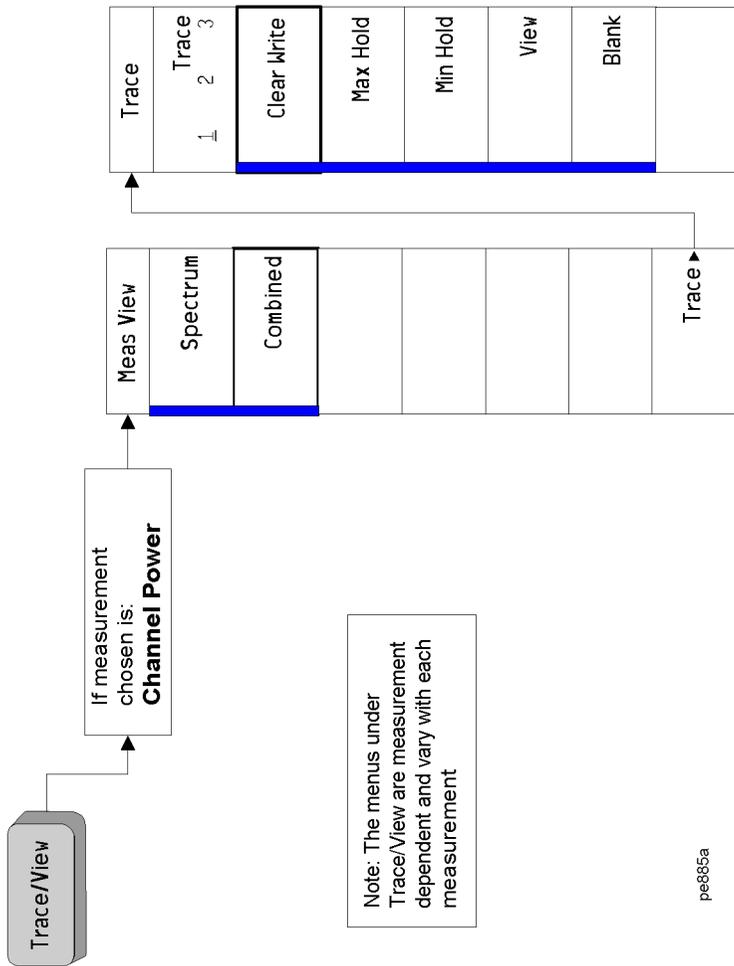 Trace/View
If measurement
chosen is:
Channel Power
Meas View
Spectrum
Combined
Trace
Trace
Trace
1 2 3
Clear Write
Max Hold
Min Hold
View
Blank
Note: The menus under
Trace/View are measurement
dependent and vary with each
measurement
pe885a